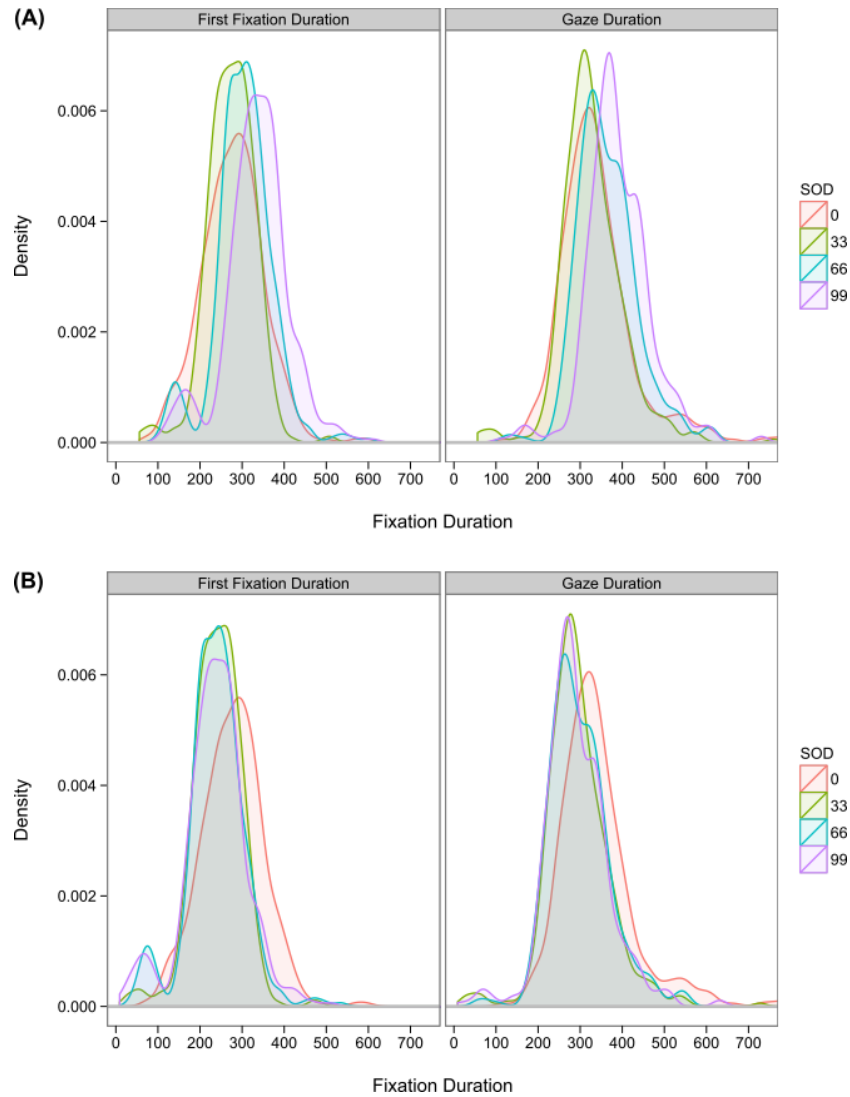 (A)
First Fixation Duration
Gaze Duration
0.006
0.004
0.002
0.000
Density
0 100 200 300 400 500 600 700
0 100 200 300 400 500 600 700
Fixation Duration
SOD
0
33
66
99
(B)
First Fixation Duration
Gaze Duration
0.006
0.004
0.002
0.000
Density
0 100 200 300 400 500 600 700
0 100 200 300 400 500 600 700
Fixation Duration
SOD
0
33
66
99